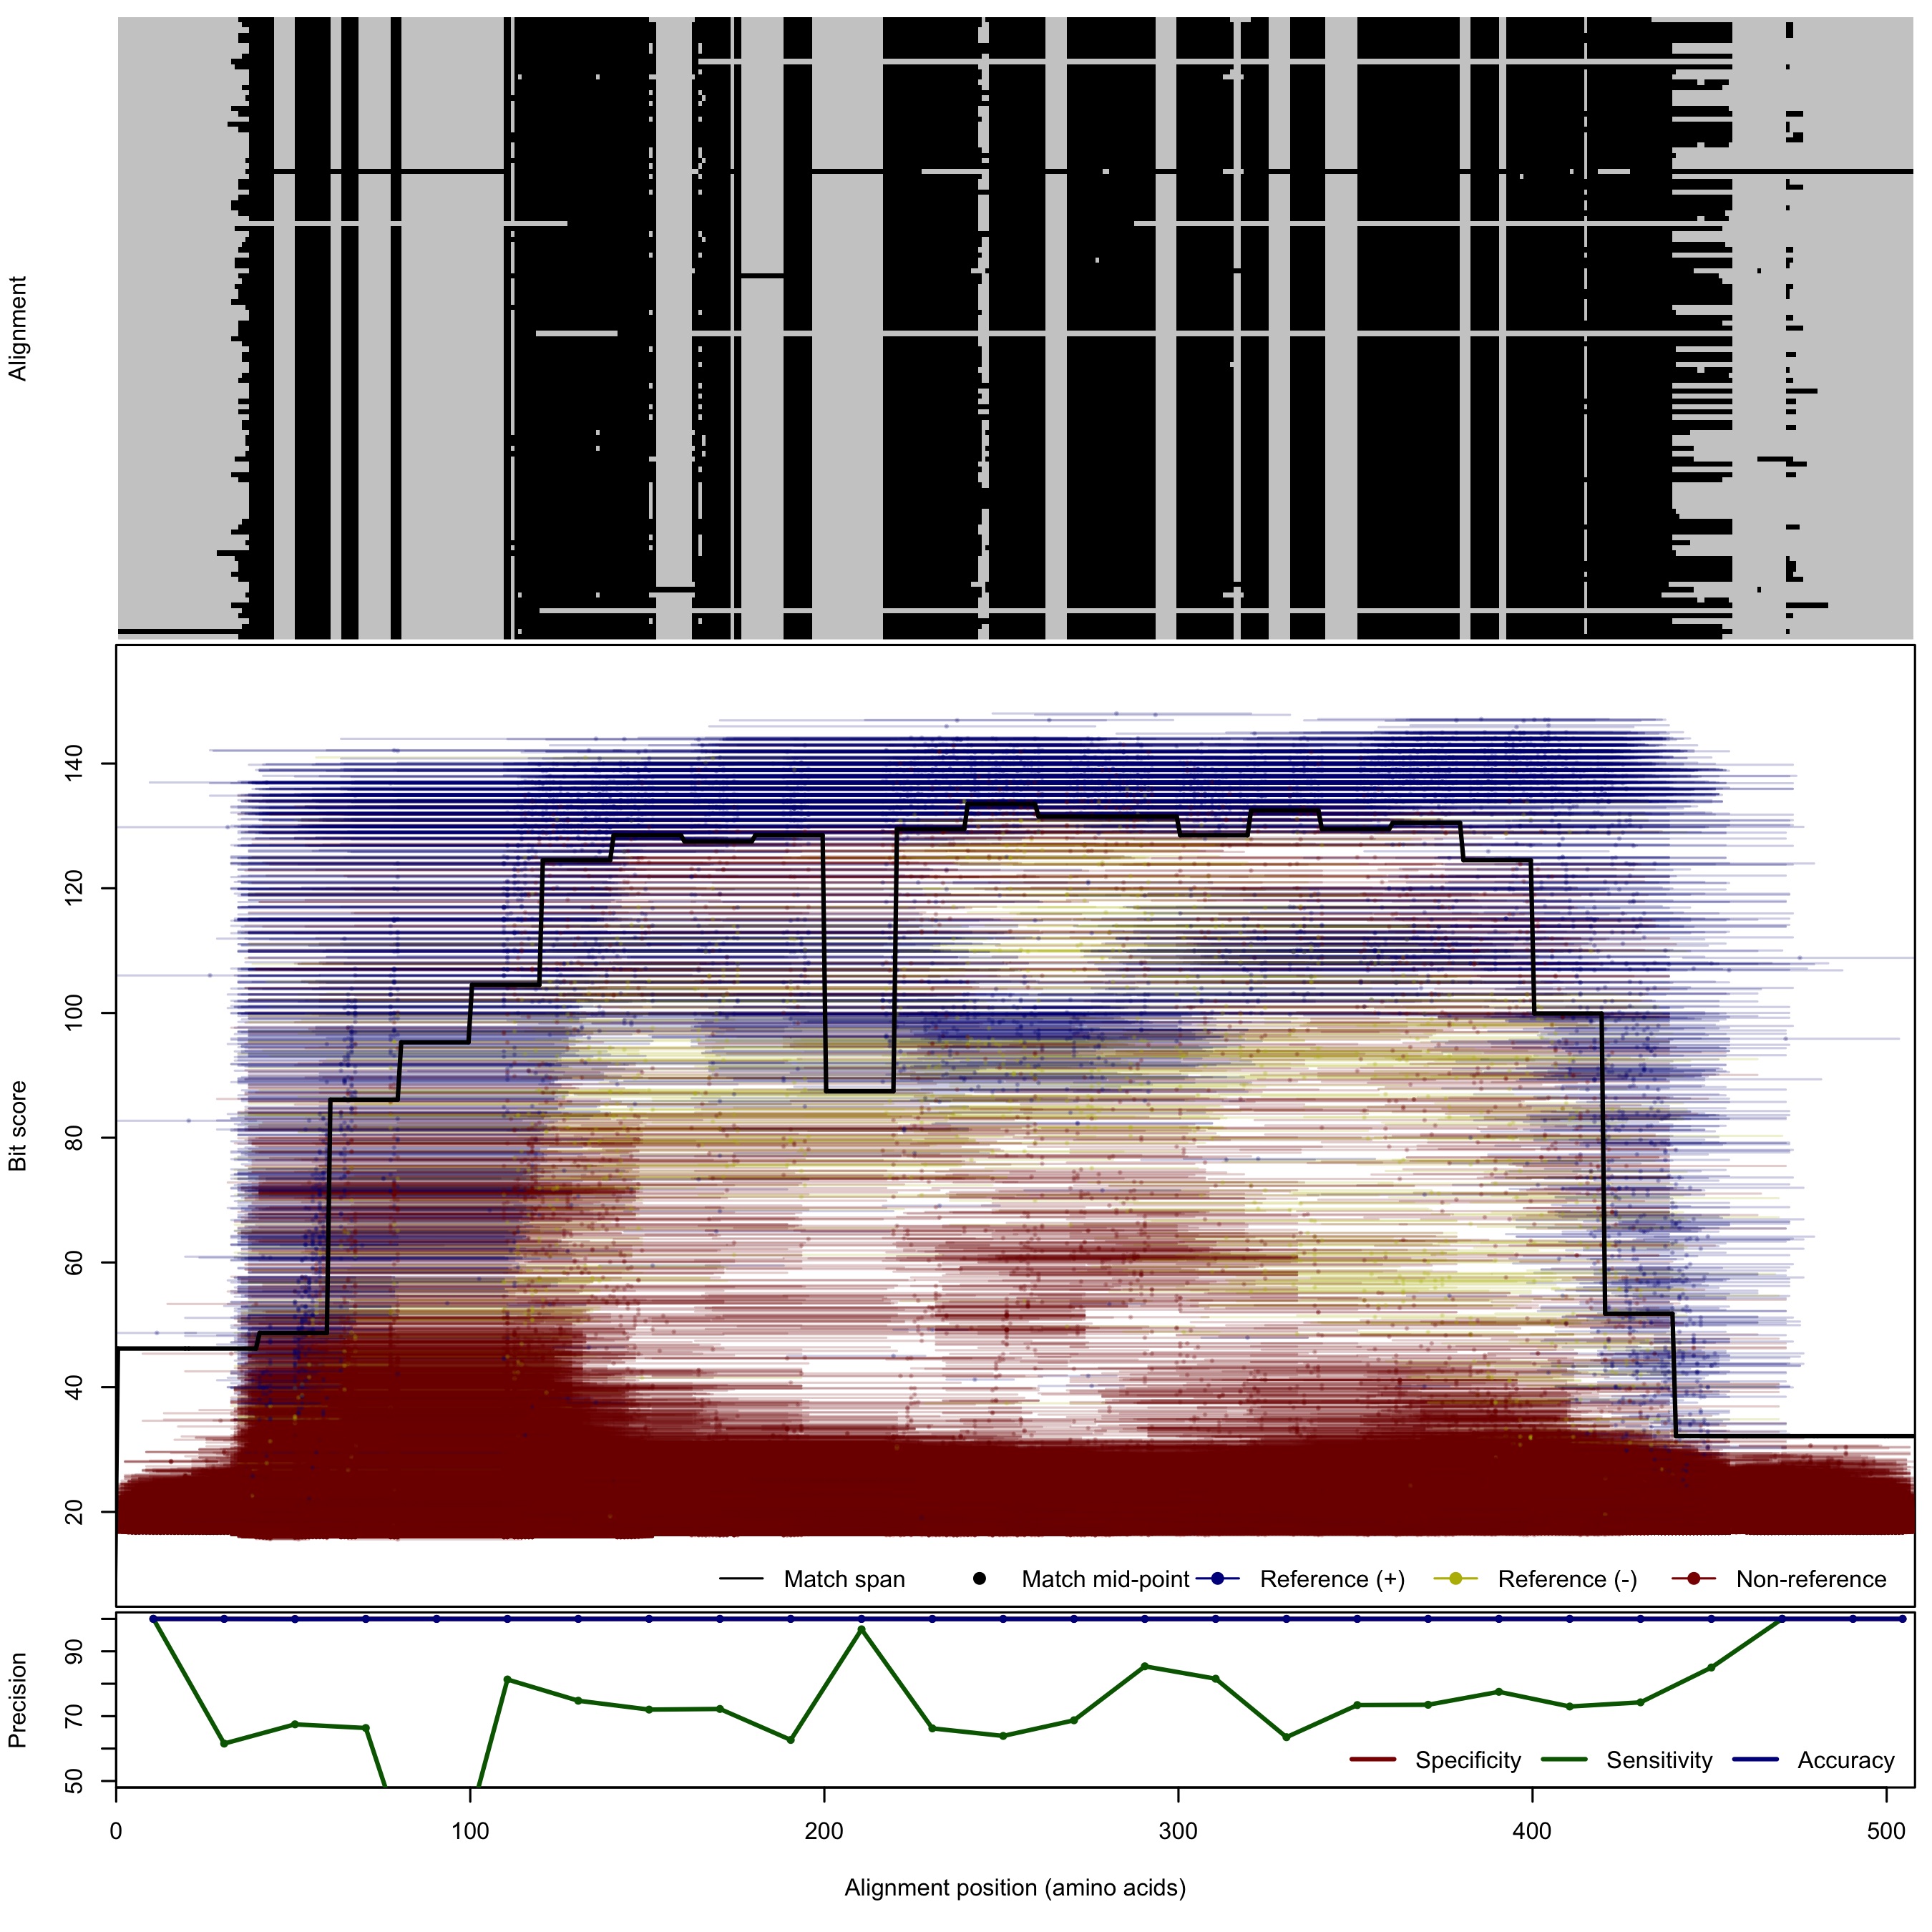 Alignment
Bit score
140
120
100
80
60
40
20
Match span
Match mid-point
Reference (+)
Reference (-)
Non-reference
Precision
90
70
50
Specificity
Sensitivity
Accuracy
0
100
200
300
400
500
Alignment position (amino acids)